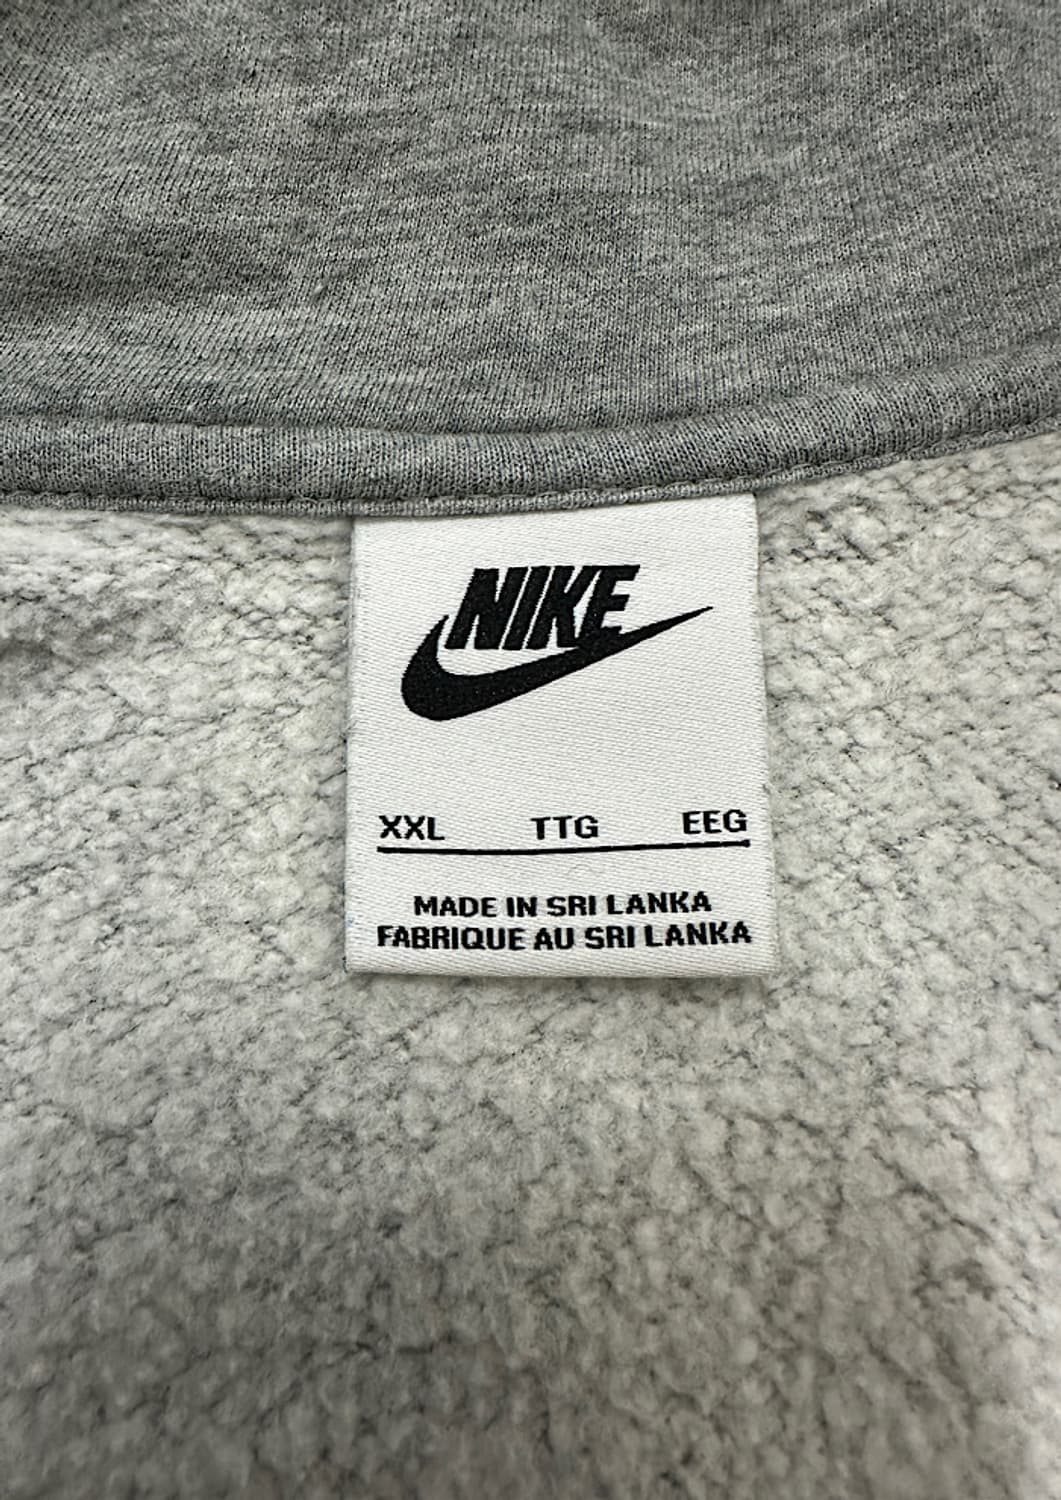 NIKE
XXL TTG EEG
MADE IN SRI LANKA
FABRIQUE AU SRI LANKA